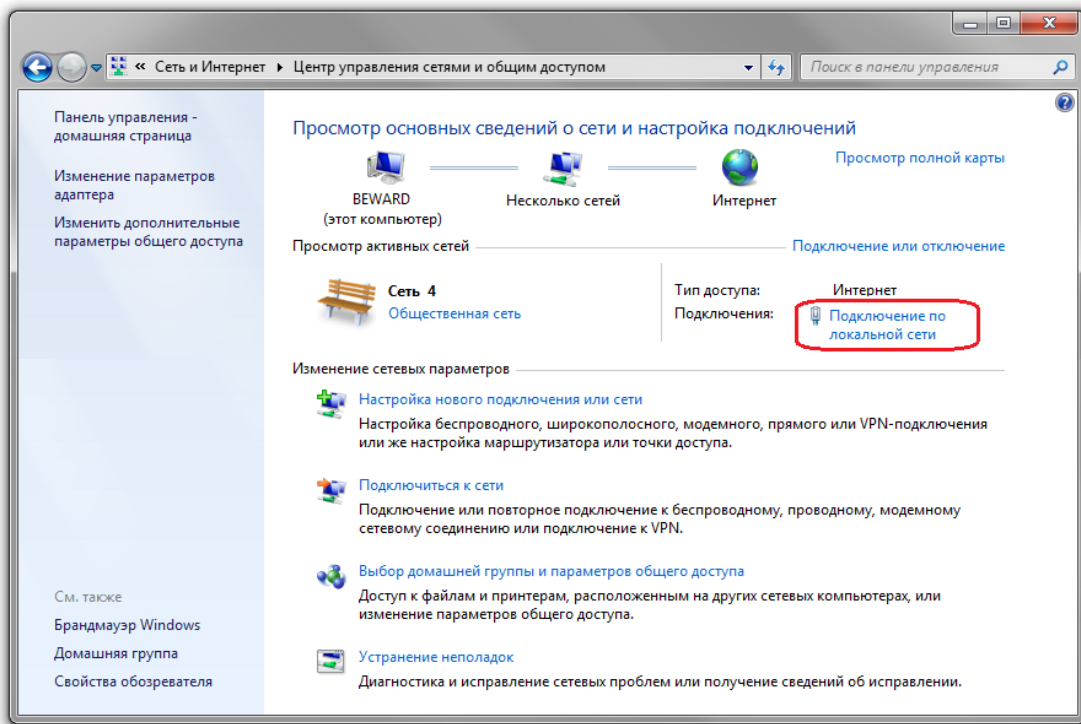 « Сеть и Интернет ▸ Центр управления сетями и общим доступом
Поиск в панели управления
Панель управления -
домашняя страница
Изменение параметров
адаптера
Изменить дополнительные
параметры общего доступа
См. также
Брандмауэр Windows
Домашняя группа
Свойства обозревателя
Просмотр основных сведений о сети и настройка подключений
Просмотр полной карты
BEWARD
(этот компьютер)
Несколько сетей
Интернет
Просмотр активных сетей
Подключение или отключение
Сеть 4
Общественная сеть
Тип доступа: Интернет
Подключения: Подключение по
локальной сети
Изменение сетевых параметров
Настройка нового подключения или сети
Настройка беспроводного, широкополосного, модемного, прямого или VPN-подключения
или же настройка маршрутизатора или точки доступа.
Подключиться к сети
Подключение или повторное подключение к беспроводному, проводному, модемному
сетевому соединению или подключение к VPN.
Выбор домашней группы и параметров общего доступа
Доступ к файлам и принтерам, расположенным на других сетевых компьютерах, или
изменение параметров общего доступа.
Устранение неполадок
Диагностика и исправление сетевых проблем или получение сведений об исправлении.